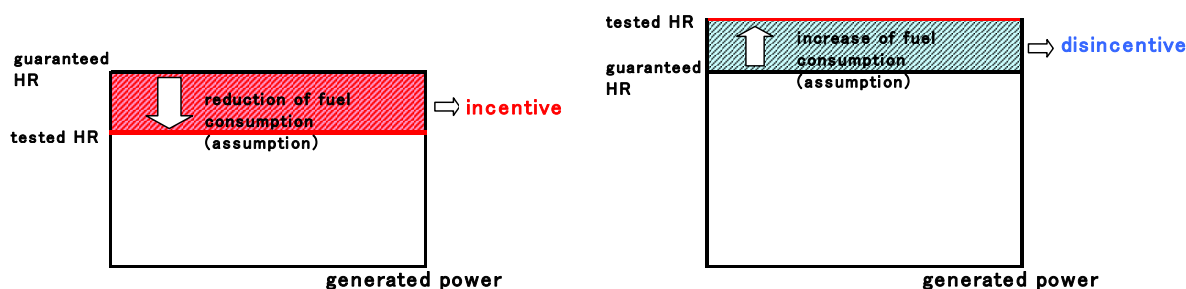 guaranteed
HR
reduction of fuel
consumption
(assumption)
incentive
tested HR
generated power
tested HR
increase of fuel
consumption
(assumption)
disincentive
guaranteed
HR
generated power